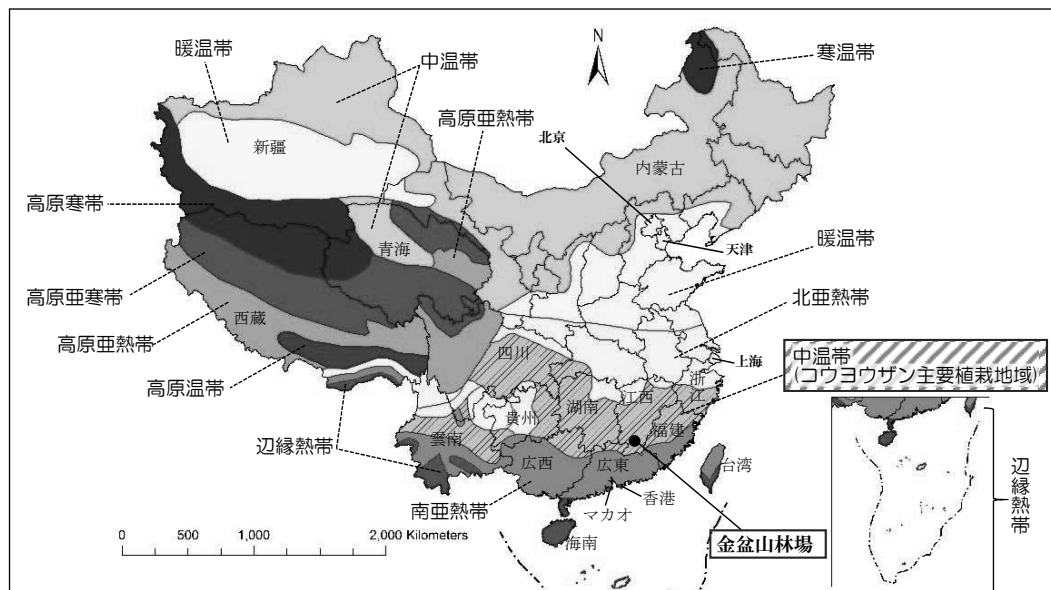 暖温帯
中温帯
N
寒温帯
高原亜熱帯
北京
新疆
内蒙古
高原寒帯
天津
青海
暖温帯
高原亜寒帯
北亜熱帯
西蔵
高原亜熱帯
四川
上海
中温帯
(コウヨウザン主要植栽地域)
高原温帯
浙
江
江西
湖南
貴州
福建
雲南
辺縁熱帯
広西
広東
台湾
香港
マカオ
南亜熱帯
海南
金盆山林場
辺縁熱帯
0 500 1,000 2,000 Kilometers